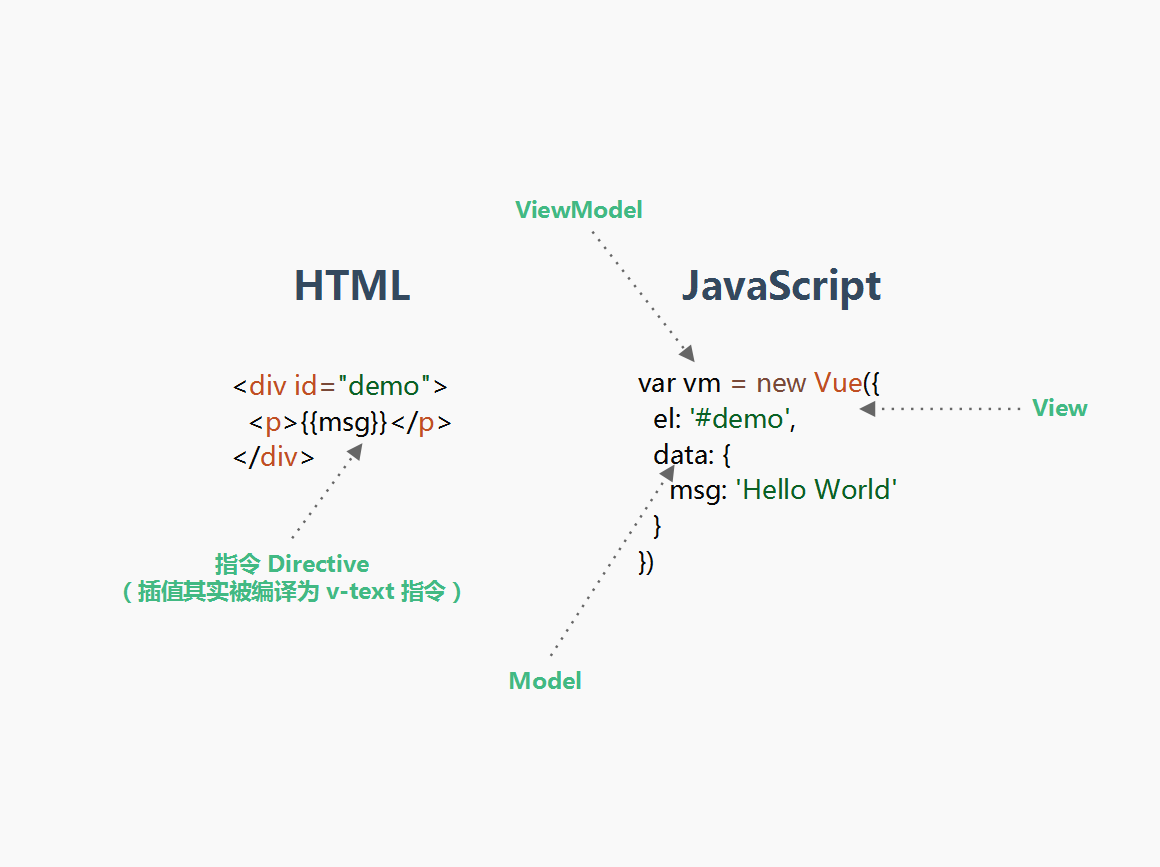 ViewModel
HTML
JavaScript
<div id="demo">
<p>{{msg}}</p>
</div>
指令 Directive
（插值其实被编译为 v-text 指令）
var vm = new Vue({
el: '#demo',
data: {
msg: 'Hello World'
}
})
View
Model